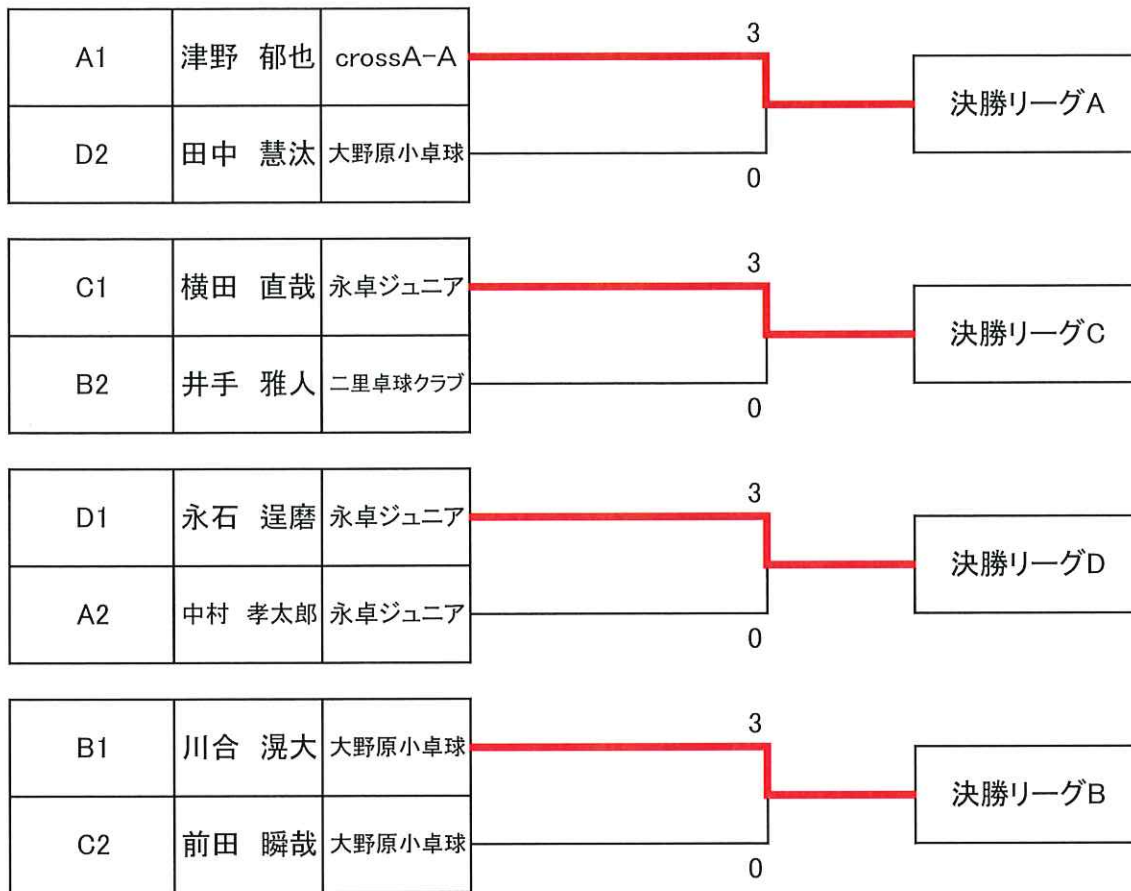 3
A1 津野 郁也 crossA-A
決勝リーグA
D2 田中 慧汰 大野原小卓球
0
3
C1 横田 直哉 永卓ジュニア
決勝リーグC
B2 井手 雅人 二里卓球クラブ
0
3
D1 永石 逞磨 永卓ジュニア
決勝リーグD
A2 中村 孝太郎 永卓ジュニア
0
3
B1 川合 滉大 大野原小卓球
決勝リーグB
C2 前田 瞬哉 大野原小卓球
0